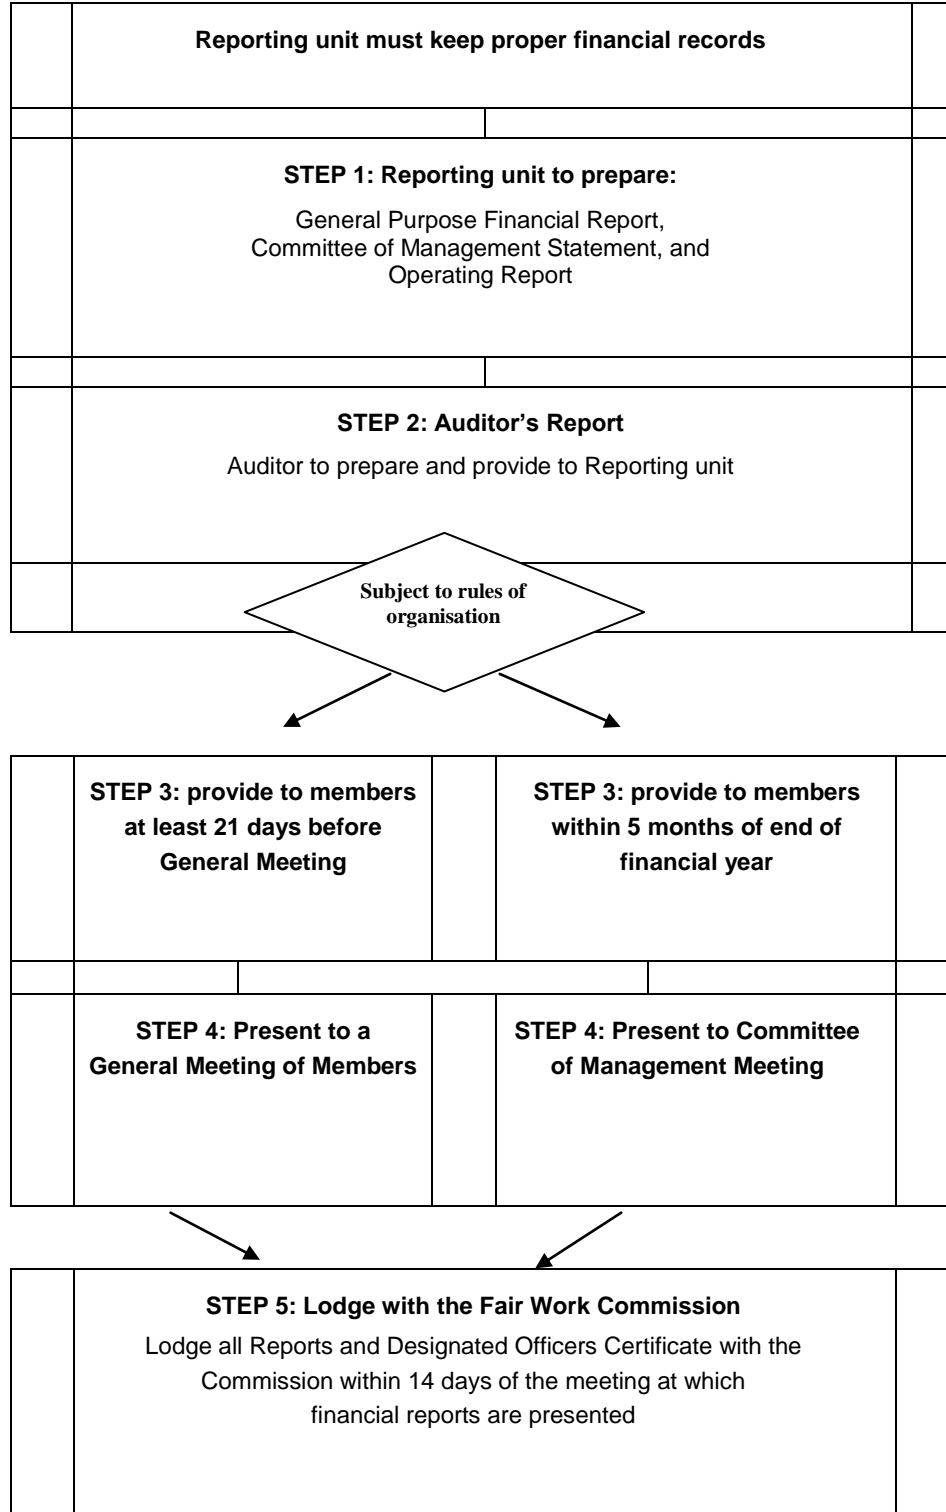 Reporting unit must keep proper financial records
STEP 1: Reporting unit to prepare:
General Purpose Financial Report,
Committee of Management Statement, and
Operating Report
STEP 2: Auditor’s Report
Auditor to prepare and provide to Reporting unit
Subject to rules of
organisation
STEP 3: provide to members
at least 21 days before
General Meeting
STEP 3: provide to members
within 5 months of end of
financial year
STEP 4: Present to a
General Meeting of Members
STEP 4: Present to Committee
of Management Meeting
STEP 5: Lodge with the Fair Work Commission
Lodge all Reports and Designated Officers Certificate with the
Commission within 14 days of the meeting at which
financial reports are presented